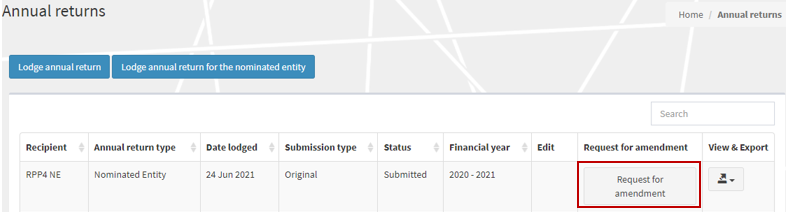 Annual returns
Home / Annual returns
Lodge annual return Lodge annual return for the nominated entity
Search
Recipient Annual return type Date lodged Submission type Status Financial year Edit Request for amendment View & Export
RPP4 NE Nominated Entity 24 Jun 2021 Original Submitted 2020 - 2021 Request for
amendment